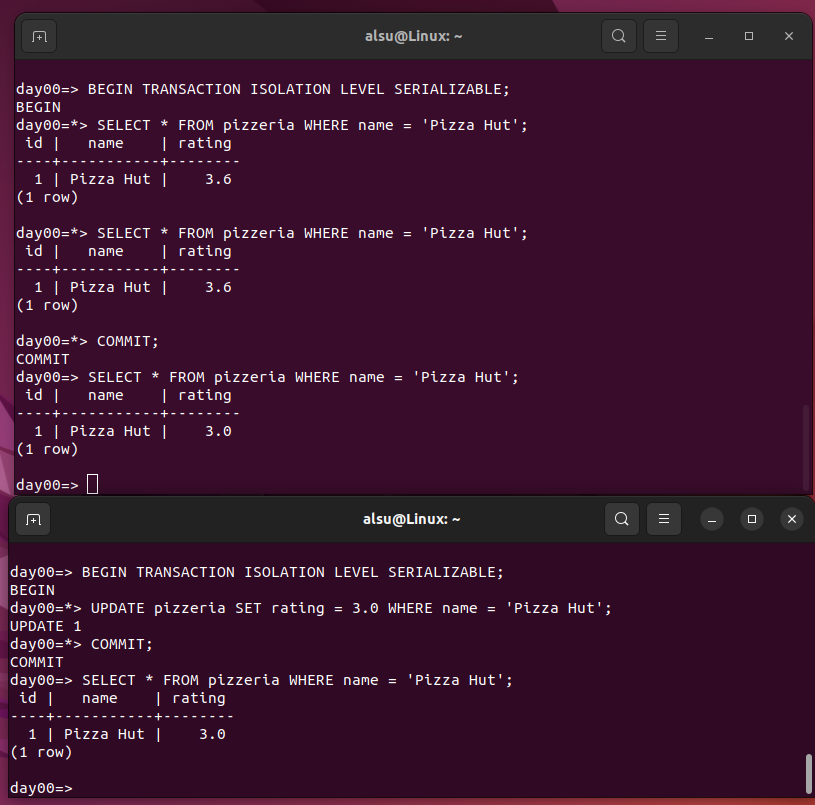 alsu@Linux: ~
day00=> BEGIN TRANSACTION ISOLATION LEVEL SERIALIZABLE;
BEGIN
day00=*> SELECT * FROM pizzeria WHERE name = 'Pizza Hut';
 id |   name    | rating
----+-----------+--------
  1 | Pizza Hut |    3.6
(1 row)
day00=*> SELECT * FROM pizzeria WHERE name = 'Pizza Hut';
 id |   name    | rating
----+-----------+--------
  1 | Pizza Hut |    3.6
(1 row)
day00=*> COMMIT;
COMMIT
day00=> SELECT * FROM pizzeria WHERE name = 'Pizza Hut';
 id |   name    | rating
----+-----------+--------
  1 | Pizza Hut |    3.0
(1 row)
day00=>
alsu@Linux: ~
day00=> BEGIN TRANSACTION ISOLATION LEVEL SERIALIZABLE;
BEGIN
day00=*> UPDATE pizzeria SET rating = 3.0 WHERE name = 'Pizza Hut';
UPDATE 1
day00=*> COMMIT;
COMMIT
day00=> SELECT * FROM pizzeria WHERE name = 'Pizza Hut';
 id |   name    | rating
----+-----------+--------
  1 | Pizza Hut |    3.0
(1 row)
day00=>